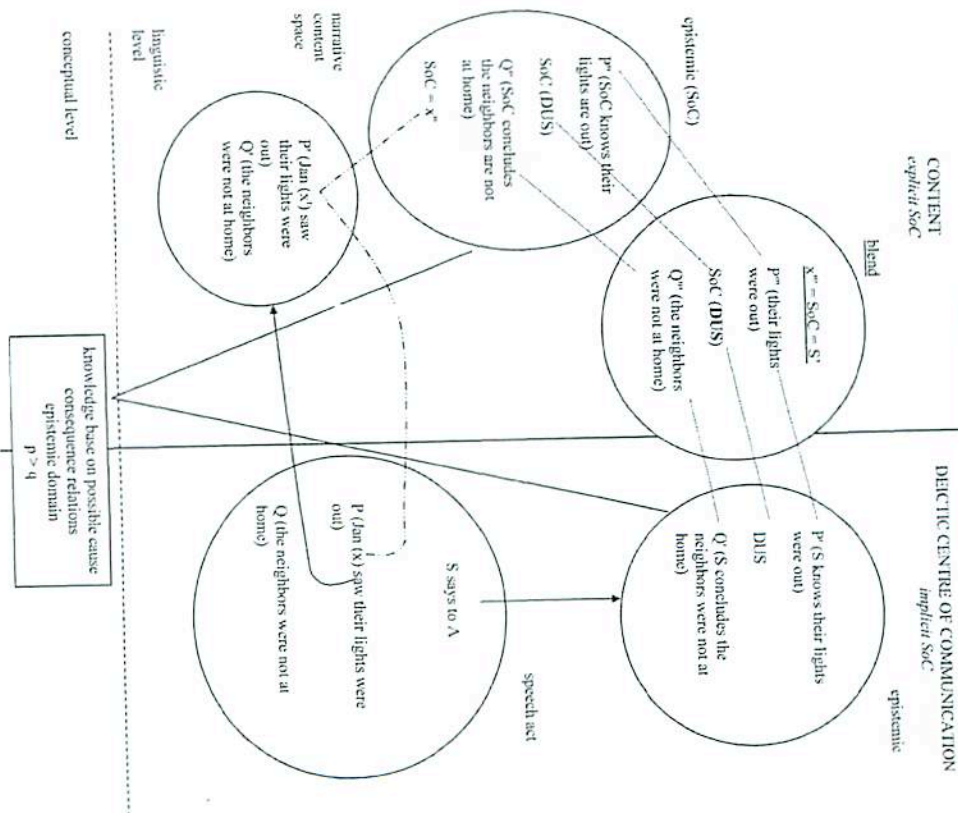 CONTENT
explicit SoC
DEICTIC CENTRE OF COMMUNICATION
implicit SoC
epistemic (SoC)
blend
epistemic
P'' (SoC knows their
lights are out)
SoC (DUS)
Q'' (SoC concludes
the neighbors are not
at home)
SoC = x''
x''' = SoC = S'
P''' (their lights
were out)
SoC (DUS)
Q''' (the neighbors
were not at home)
P' (S knows their lights
were out)
DUS
Q' (S concludes the
neighbors were not at
home)
narrative
content
space
P' (Jan (x') saw
their lights were
out)
Q' (the neighbors
were not at home)
speech act
S says to A
P (Jan (x) saw their lights were
out)
Q (the neighbors were not at
home)
linguistic
level
conceptual level
knowledge base on possible cause
consequence relations
epistemic domain
p > q